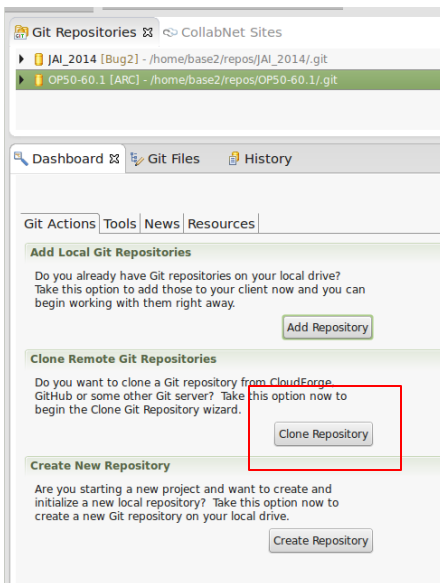 Git Repositories CollabNet Sites
JAI_2014 [Bug2] - /home/base2/repos/JAI_2014/.git
OP50-60.1 [ARC] - /home/base2/repos/OP50-60.1/.git
Dashboard Git Files History
Git Actions Tools News Resources
Add Local Git Repositories
Do you already have Git repositories on your local drive?
Take this option to add those to your client now and you can
begin working with them right away.
Add Repository
Clone Remote Git Repositories
Do you want to clone a Git repository from CloudForge,
GitHub or some other Git server? Take this option now to
begin the Clone Git Repository wizard.
Clone Repository
Create New Repository
Are you starting a new project and want to create and
initialize a new local repository? Take this option now to
create a new Git repository on your local drive.
Create Repository